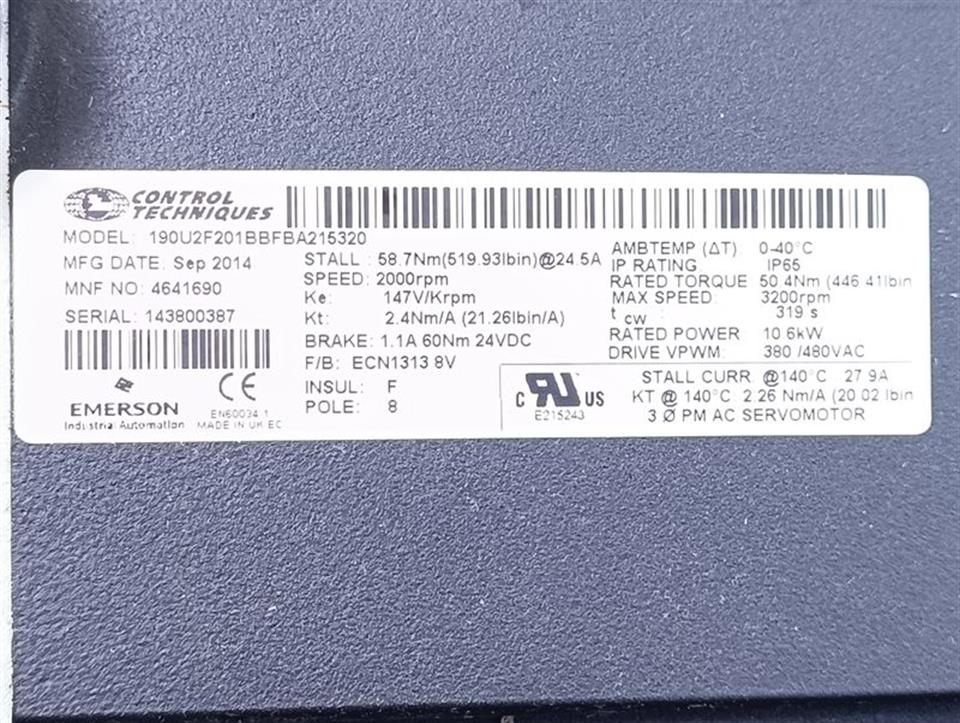 CONTROL
TECHNIQUES
MODEL: 190U2F201BBFBA215320
MFG DATE: Sep 2014
MNF NO: 4641690
SERIAL: 143800387
EMERSON
Industrial Automation
CE
EN60034 1
MADE IN UK EC
STALL : 58.7Nm(519.93lbin)@24.5A
SPEED: 2000rpm
Ke: 147V/Krpm
Kt: 2.4Nm/A (21.26lbin/A)
BRAKE: 1.1A 60Nm 24VDC
F/B: ECN1313 8V
INSUL: F
POLE: 8
AMBTEMP (ΔT) 0-40°C
IP RATING IP65
RATED TORQUE 50.4Nm (446.41lbin
MAX SPEED: 3200rpm
t cw 319 s
RATED POWER 10.6kW
DRIVE VPWM: 380 /480VAC
C RU US
E215243
STALL CURR. @140°C 27.9A
KT @ 140°C 2.26 Nm/A (20.02 lbin
3 Ø PM AC SERVOMOTOR